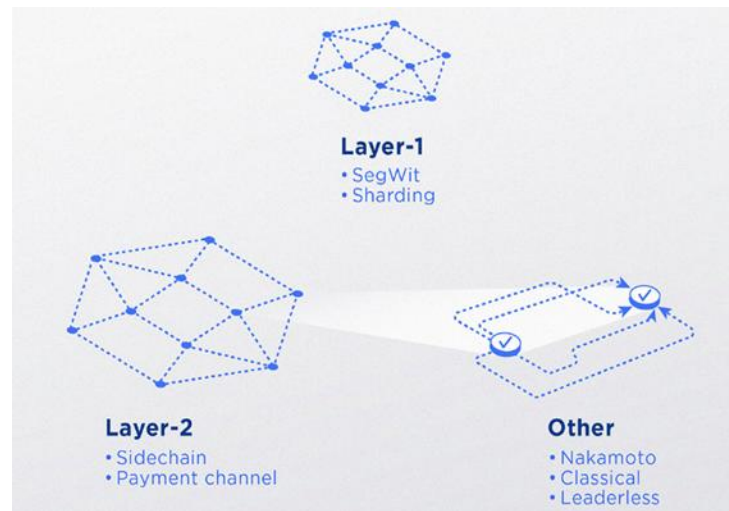 Layer-1
• SegWit
• Sharding
Layer-2
• Sidechain
• Payment channel
Other
• Nakamoto
• Classical
• Leaderless